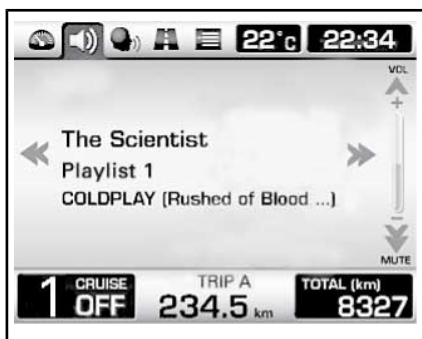 22°C 22:34
VOL
+
The Scientist
Playlist 1
COLDPLAY (Rushed of Blood ...)
−
MUTE
1 CRUISE OFF
TRIP A
234.5 km
TOTAL (km)
8327